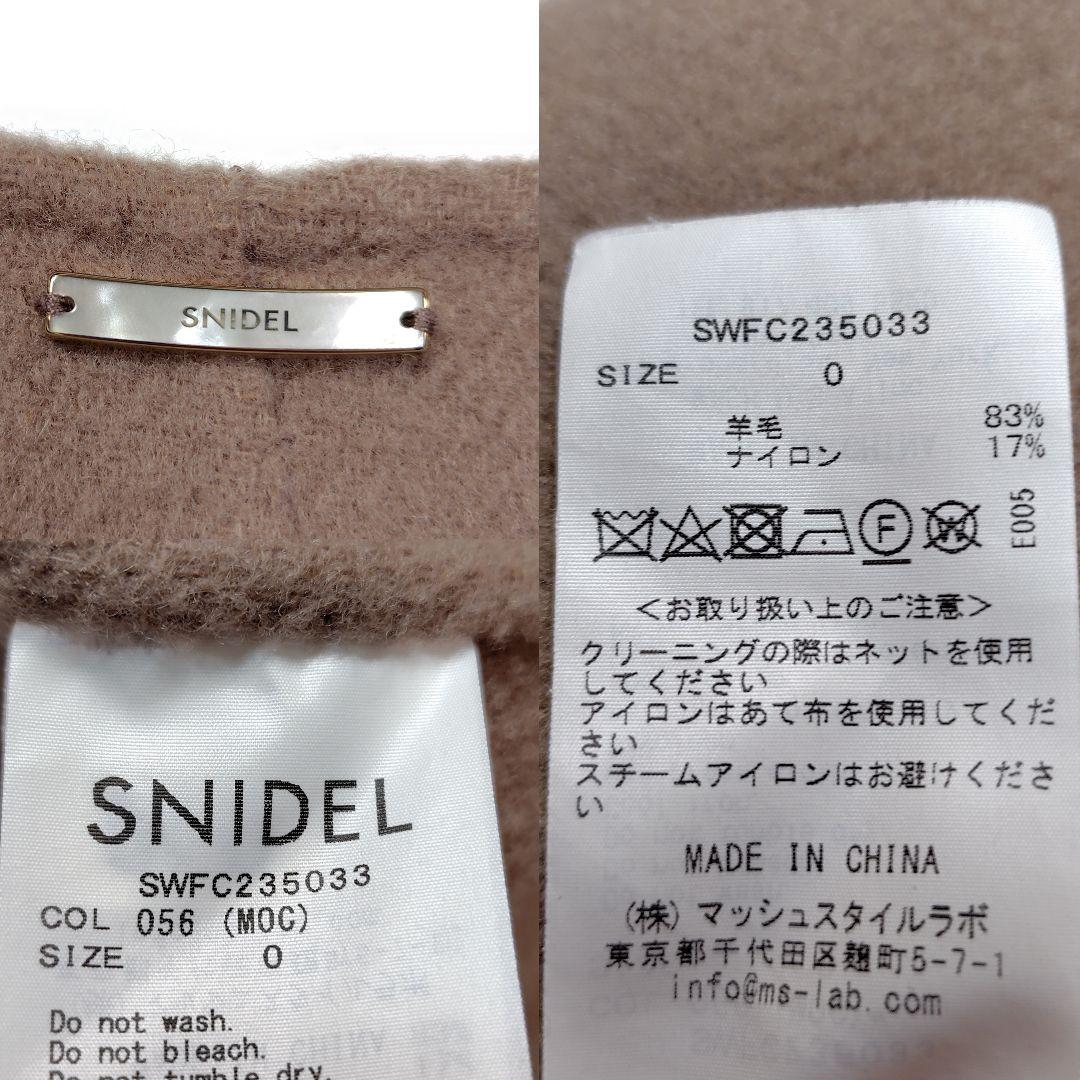 SNIDEL
SNIDEL
SWFC235033
COL 056 (MOC)
SIZE 0
Do not wash.
Do not bleach.
Do not tumble dry.
SWFC235033
SIZE 0
羊毛 83%
ナイロン 17%
F
W
E005
<お取り扱い上のご注意>
クリーニングの際はネットを使用
してください
アイロンはあて布を使用してくだ
さい
スチームアイロンはお避けくださ
い
MADE IN CHINA
(株) マッシュスタイルラボ
東京都千代田区麹町5-7-1
info@ms-lab.com